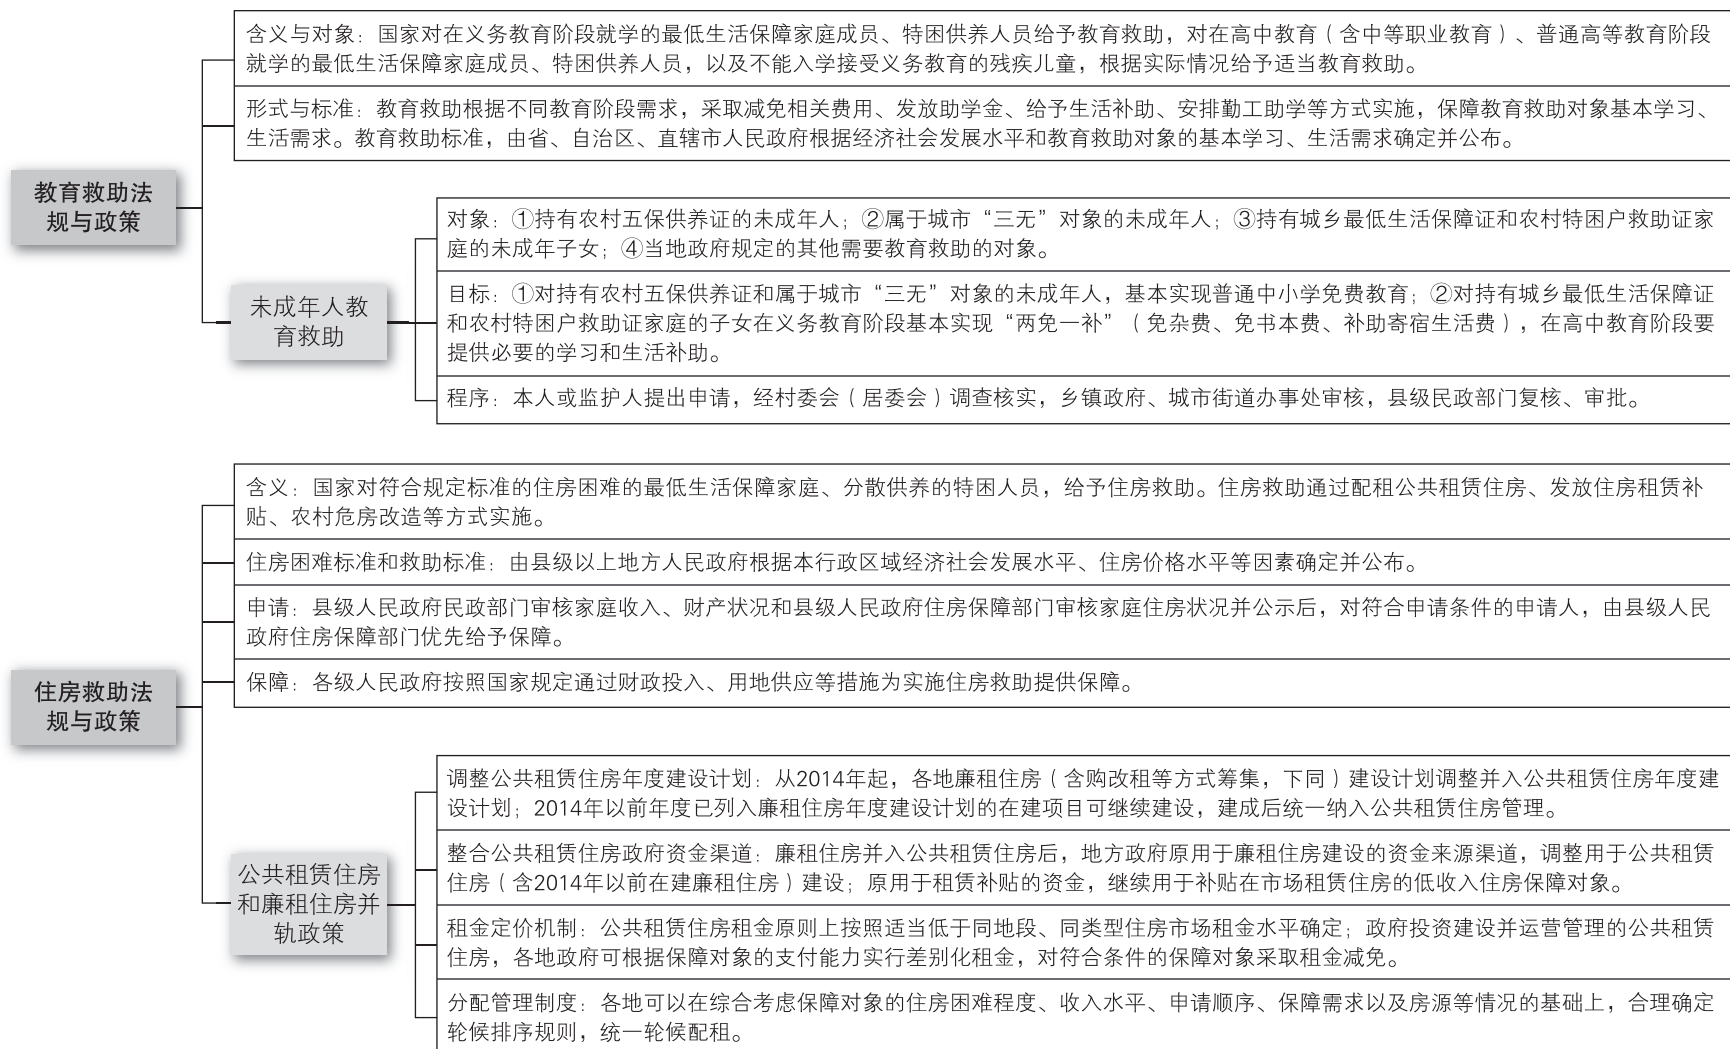 教育救助法
规与政策
含义与对象：国家对在义务教育阶段就学的最低生活保障家庭成员、特困供养人员给予教育救助，对在高中教育（含中等职业教育）、普通高等教育阶段
就学的最低生活保障家庭成员、特困供养人员，以及不能入学接受义务教育的残疾儿童，根据实际情况给予适当教育救助。
形式与标准：教育救助根据不同教育阶段需求，采取减免相关费用、发放助学金、给予生活补助、安排勤工助学等方式实施，保障教育救助对象基本学习、
生活需求。教育救助标准，由省、自治区、直辖市人民政府根据经济社会发展水平和教育救助对象的基本学习、生活需求确定并公布。
未成年人教
育救助
对象：①持有农村五保供养证的未成年人；②属于城市“三无”对象的未成年人；③持有城乡最低生活保障证和农村特困户救助证家
庭的未成年子女；④当地政府规定的其他需要教育救助的对象。
目标：①对持有农村五保供养证和属于城市“三无”对象的未成年人，基本实现普通中小学免费教育；②对持有城乡最低生活保障证
和农村特困户救助证家庭的子女在义务教育阶段基本实现“两免一补”（免杂费、免书本费、补助寄宿生活费），在高中教育阶段要
提供必要的学习和生活补助。
程序：本人或监护人提出申请，经村委会（居委会）调查核实，乡镇政府、城市街道办事处审核，县级民政部门复核、审批。
住房救助法
规与政策
含义：国家对符合规定标准的住房困难的最低生活保障家庭、分散供养的特困人员，给予住房救助。住房救助通过配租公共租赁住房、发放住房租赁补
贴、农村危房改造等方式实施。
住房困难标准和救助标准：由县级以上地方人民政府根据本行政区域经济社会发展水平、住房价格水平等因素确定并公布。
申请：县级人民政府民政部门审核家庭收入、财产状况和县级人民政府住房保障部门审核家庭住房状况并公示后，对符合申请条件的申请人，由县级人民
政府住房保障部门优先给予保障。
保障：各级人民政府按照国家规定通过财政投入、用地供应等措施为实施住房救助提供保障。
公共租赁住房
和廉租住房并
轨政策
调整公共租赁住房年度建设计划：从2014年起，各地廉租住房（含购改租等方式筹集，下同）建设计划调整并入公共租赁住房年度建
设计划；2014年以前年度已列入廉租住房年度建设计划的在建项目可继续建设，建成后统一纳入公共租赁住房管理。
整合公共租赁住房政府资金渠道：廉租住房并入公共租赁住房后，地方政府原用于廉租住房建设的资金来源渠道，调整用于公共租赁
住房（含2014年以前在建廉租住房）建设；原用于租赁补贴的资金，继续用于补贴在市场租赁住房的低收入住房保障对象。
租金定价机制：公共租赁住房租金原则上按照适当低于同地段、同类型住房市场租金水平确定；政府投资建设并运营管理的公共租赁
住房，各地政府可根据保障对象的支付能力实行差别化租金，对符合条件的保障对象采取租金减免。
分配管理制度：各地可以在综合考虑保障对象的住房困难程度、收入水平、申请顺序、保障需求以及房源等情况的基础上，合理确定
轮候排序规则，统一轮候配租。